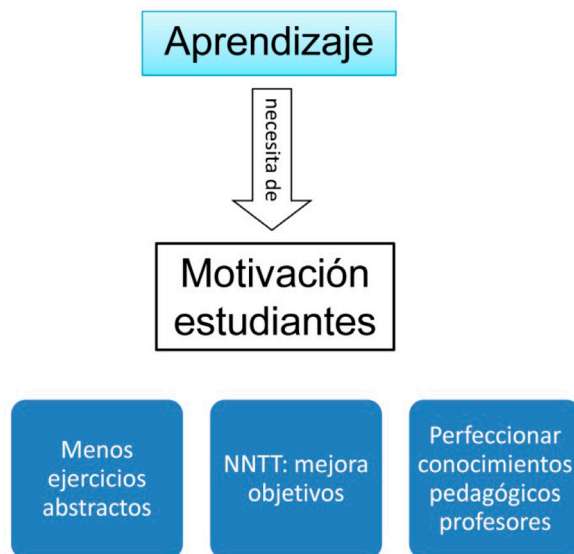 Aprendizaje
necesita de
Motivación
estudiantes
Menos
ejercicios
abstractos
NNTT: mejora
objetivos
Perfeccionar
conocimientos
pedagógicos
profesores